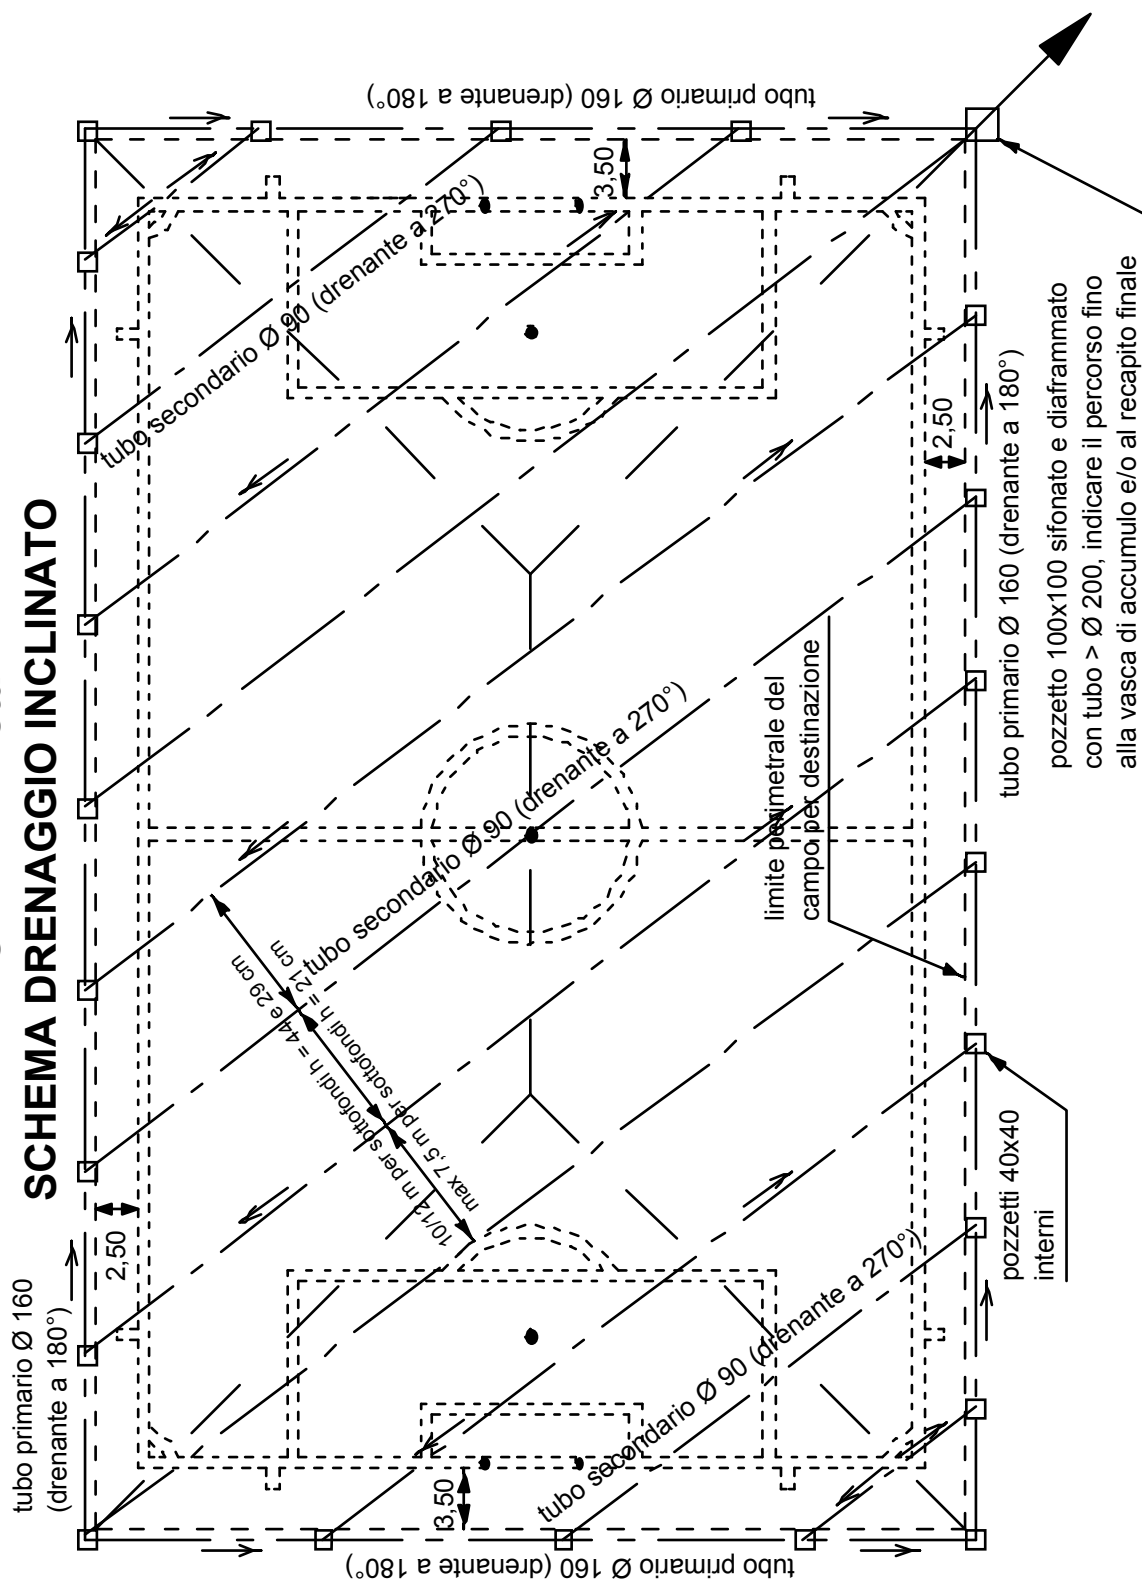 SCHEMA DRENAGGIO INCLINATO
tubo primario Ø 160
(drenante a 180°)
2,50
tubo primario Ø 160 (drenante a 180°)
3,50
tubo secondario Ø 90 (drenante a 270°)
10/12 m per sottofondi h = 44 e 29 cm
max 7,5 m per sottofondi h = 21 cm
tubo secondario Ø 90 (drenante a 270°)
tubo secondario Ø 90 (drenante a 270°)
3,50
tubo primario Ø 160 (drenante a 180°)
limite perimetrale del
campo per destinazione
2,50
pozzetti 40x40
interni
tubo primario Ø 160 (drenante a 180°)
pozzetto 100x100 sifonato e diaframmato
con tubo > Ø 200, indicare il percorso fino
alla vasca di accumulo e/o al recapito finale